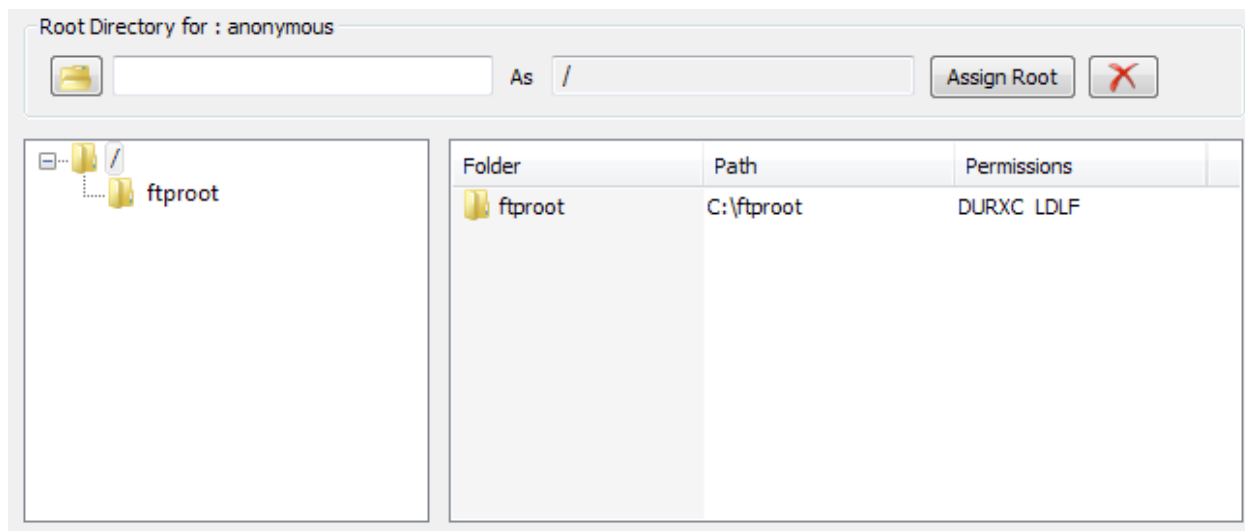 Root Directory for : anonymous
As / Assign Root
/
ftproot
Folder Path Permissions
ftproot C:\ftproot DURXC LDLF